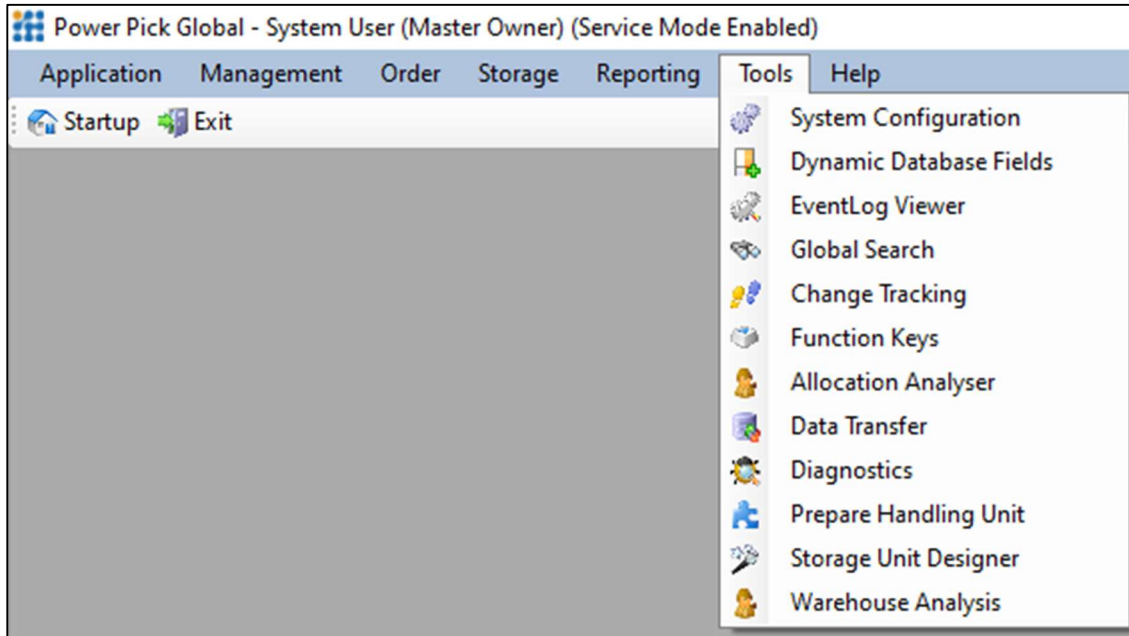 Power Pick Global - System User (Master Owner) (Service Mode Enabled)
Application Management Order Storage Reporting Tools Help
Startup Exit
System Configuration
Dynamic Database Fields
EventLog Viewer
Global Search
Change Tracking
Function Keys
Allocation Analyser
Data Transfer
Diagnostics
Prepare Handling Unit
Storage Unit Designer
Warehouse Analysis